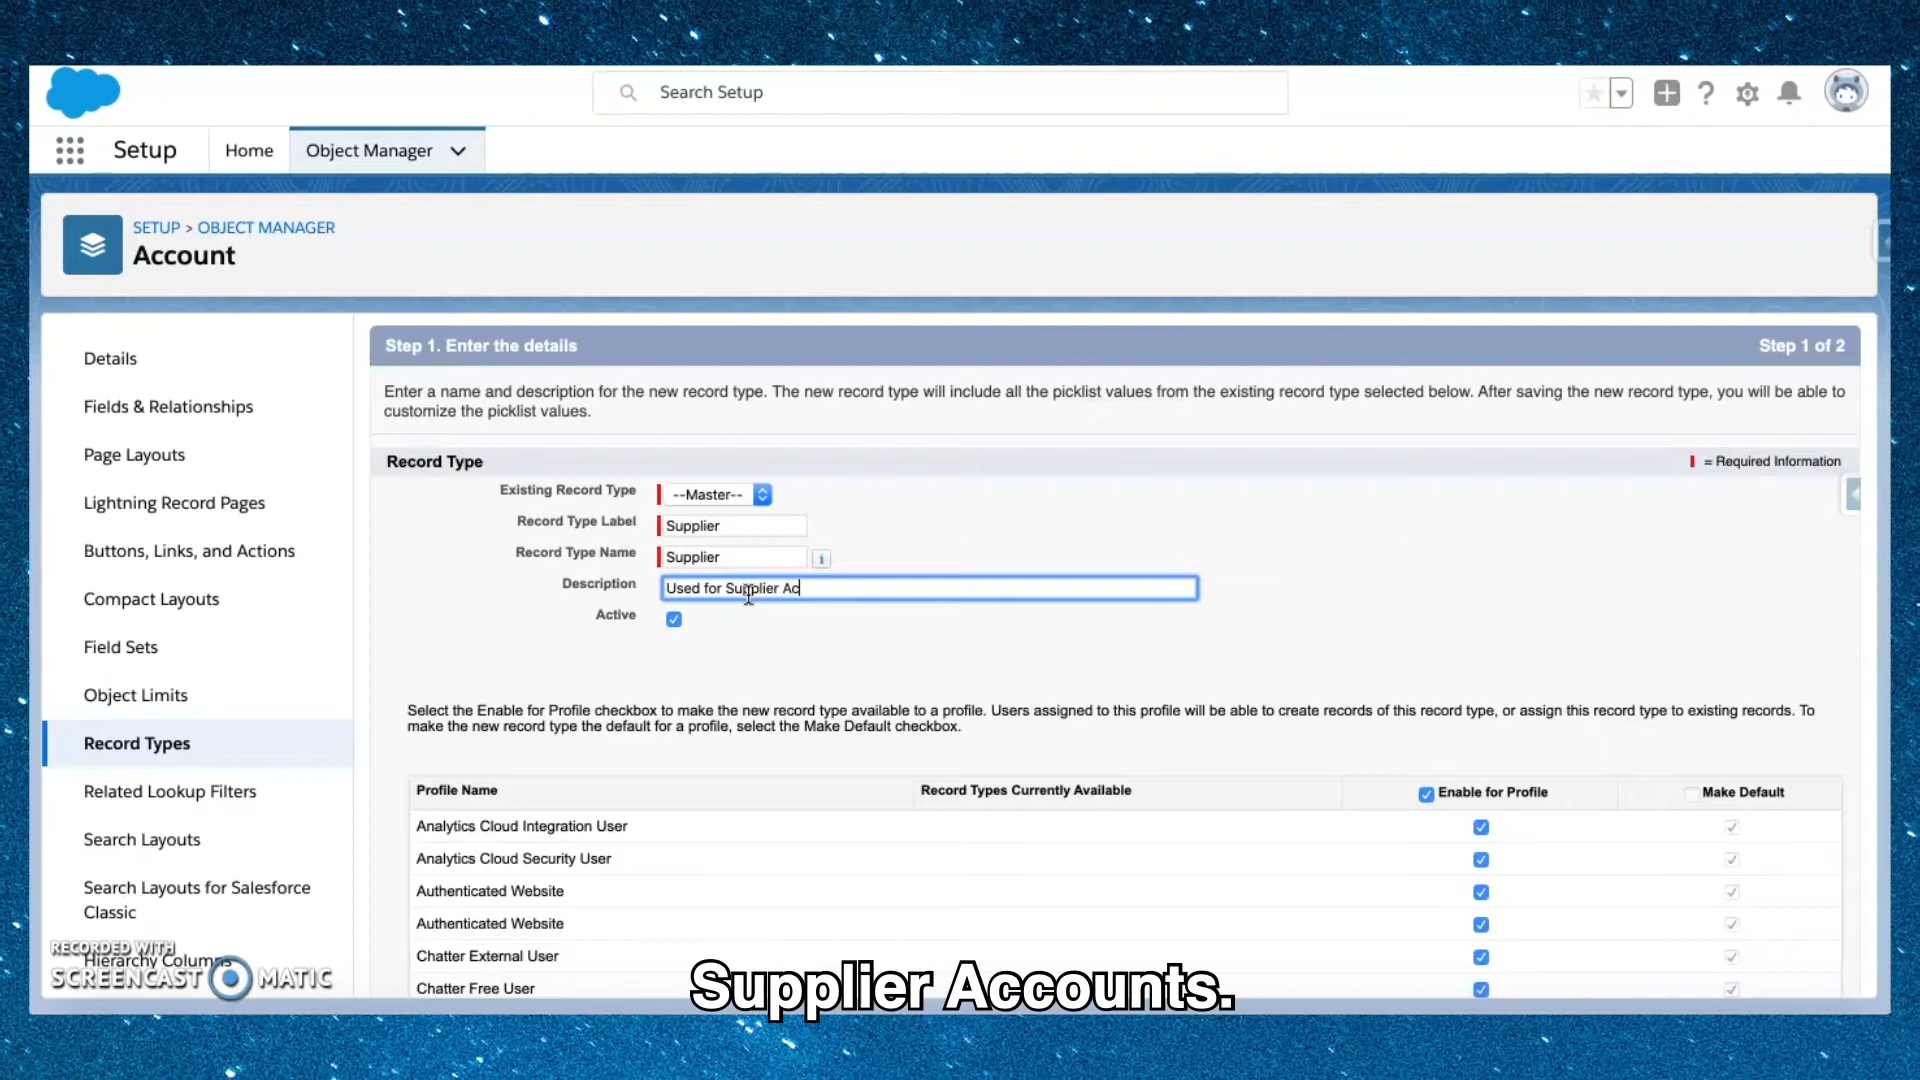 Search Setup
Setup
Home
Object Manager
SETUP > OBJECT MANAGER
Account
Details
Fields & Relationships
Page Layouts
Lightning Record Pages
Buttons, Links, and Actions
Compact Layouts
Field Sets
Object Limits
Record Types
Related Lookup Filters
Search Layouts
Search Layouts for Salesforce
Classic
Hierarchy Columns
Step 1. Enter the details
Step 1 of 2
Enter a name and description for the new record type. The new record type will include all the picklist values from the existing record type selected below. After saving the new record type, you will be able to
customize the picklist values.
Record Type
= Required Information
Existing Record Type --Master--
Record Type Label Supplier
Record Type Name Supplier
Description Used for Supplier Ac
Active
Select the Enable for Profile checkbox to make the new record type available to a profile. Users assigned to this profile will be able to create records of this record type, or assign this record type to existing records. To
make the new record type the default for a profile, select the Make Default checkbox.
Profile Name Record Types Currently Available Enable for Profile Make Default
Analytics Cloud Integration User
Analytics Cloud Security User
Authenticated Website
Authenticated Website
Chatter External User
Chatter Free User
RECORDED WITH
SCREENCAST MATIC
Supplier Accounts.